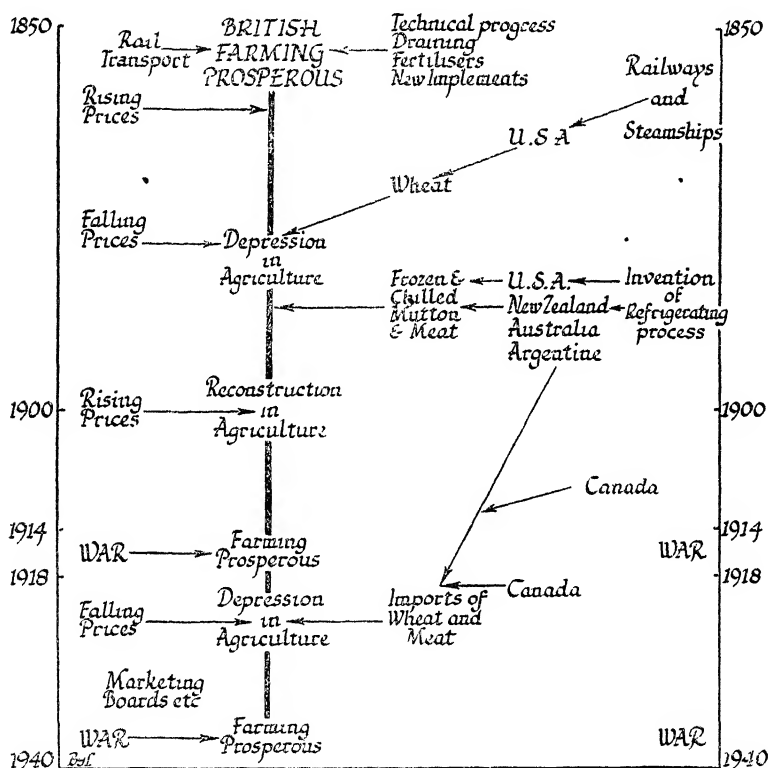 1850
Rail
Transport
BRITISH
FARMING
PROSPEROUS
Technical progress
Draining
Fertilisers
New Implements
1850
Railways
and
Steamships
Rising
Prices
U.S.A
Wheat
Falling
Prices
Depression
in
Agriculture
Frozen &
Chilled
Mutton
& Meat
U.S.A.
New Zealand
Australia
Argentine
Invention
of
Refrigerating
process
1900
Rising
Prices
Reconstruction
in
Agriculture
1900
Canada
1914
WAR
Farming
Prosperous
1914
WAR
1918
1918
Falling
Prices
Depression
in
Agriculture
Imports of
Wheat and
Meat
Canada
Marketing
Boards etc
WAR
Farming
Prosperous
WAR
1940
1940